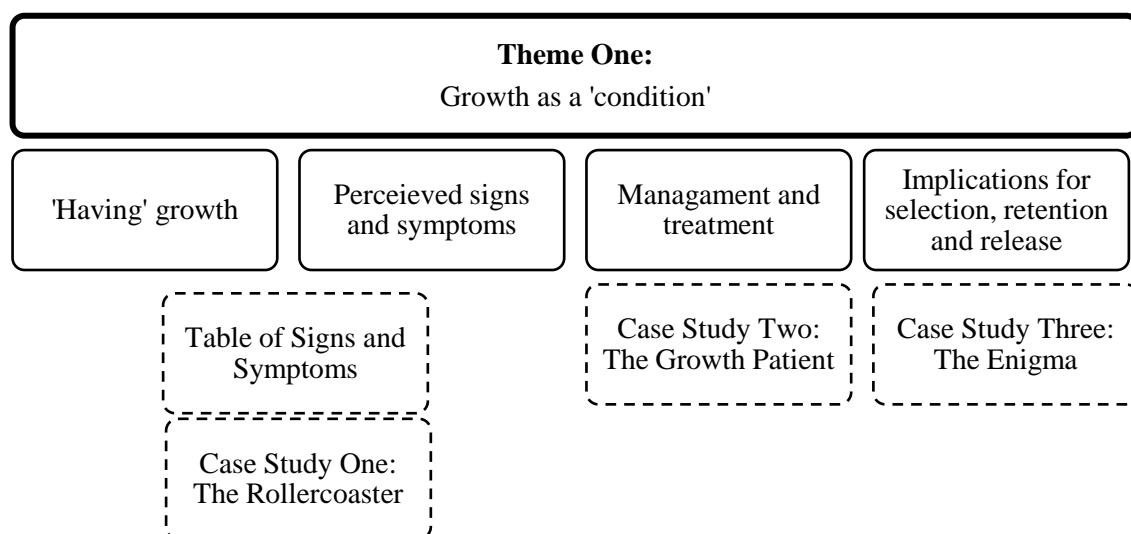 Theme One:
Growth as a 'condition'
'Having' growth
Perceieved signs
and symptoms
Managament and
treatment
Implications for
selection, retention
and release
Table of Signs and
Symptoms
Case Study One:
The Rollercoaster
Case Study Two:
The Growth Patient
Case Study Three:
The Enigma